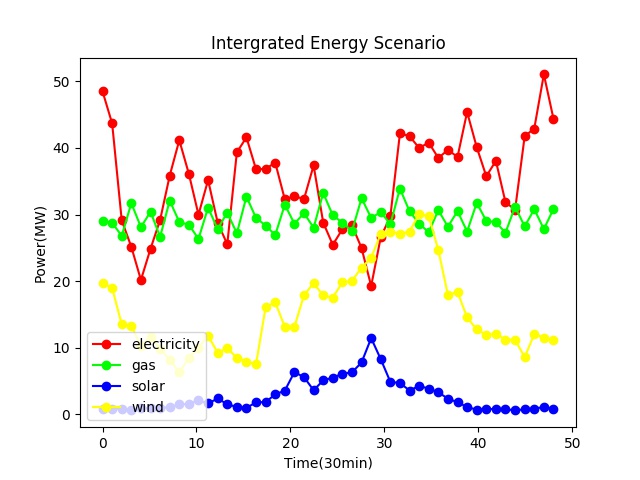 Intergrated Energy Scenario
Power(MW)
50
40
30
20
10
0
electricity
gas
solar
wind
0 10 20 30 40 50
Time(30min)